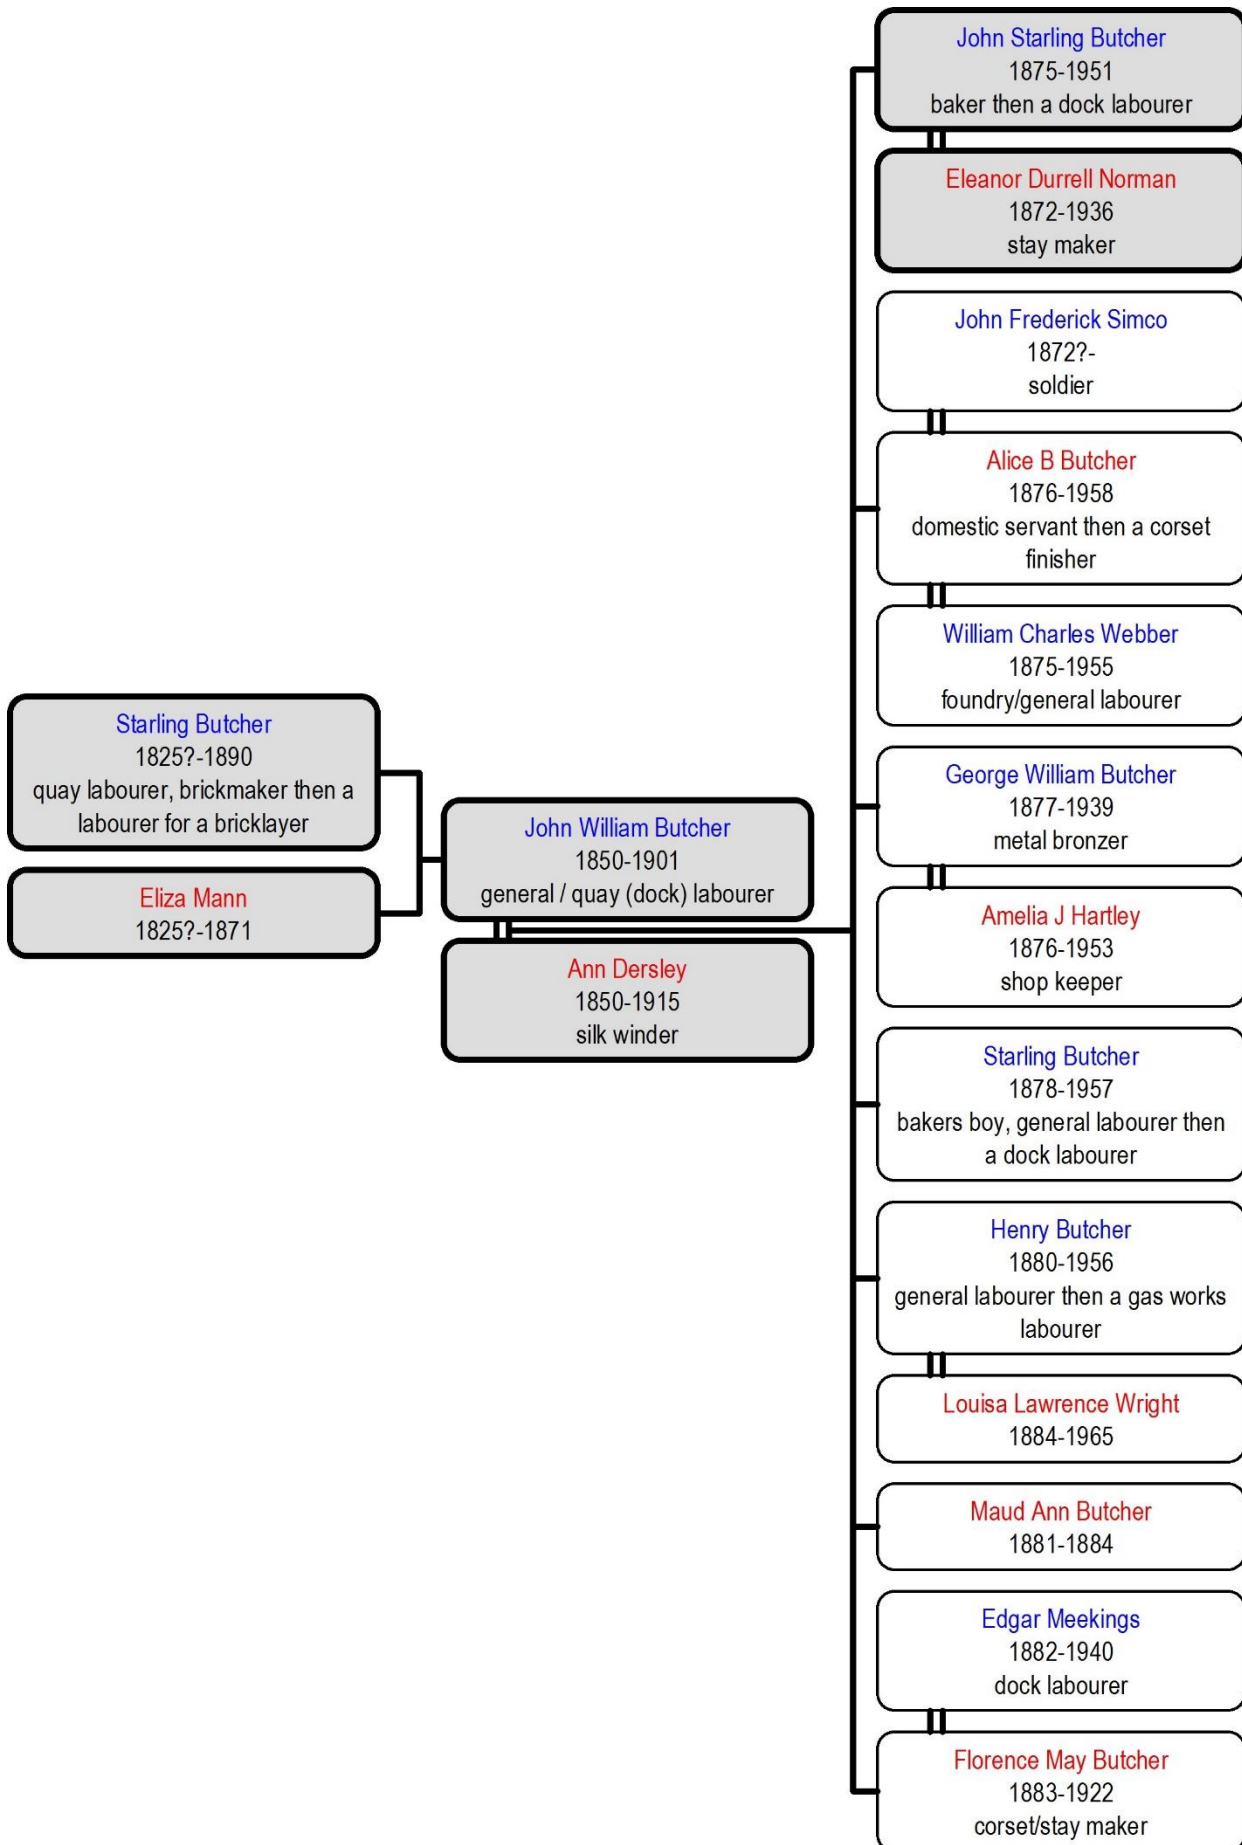 Starling Butcher
1825?-1890
quay labourer, brickmaker then a
labourer for a bricklayer
Eliza Mann
1825?-1871
John William Butcher
1850-1901
general / quay (dock) labourer
Ann Dersley
1850-1915
silk winder
John Starling Butcher
1875-1951
baker then a dock labourer
Eleanor Durrell Norman
1872-1936
stay maker
John Frederick Simco
1872?-
soldier
Alice B Butcher
1876-1958
domestic servant then a corset
finisher
William Charles Webber
1875-1955
foundry/general labourer
George William Butcher
1877-1939
metal bronzer
Amelia J Hartley
1876-1953
shop keeper
Starling Butcher
1878-1957
bakers boy, general labourer then
a dock labourer
Henry Butcher
1880-1956
general labourer then a gas works
labourer
Louisa Lawrence Wright
1884-1965
Maud Ann Butcher
1881-1884
Edgar Meekings
1882-1940
dock labourer
Florence May Butcher
1883-1922
corset/stay maker